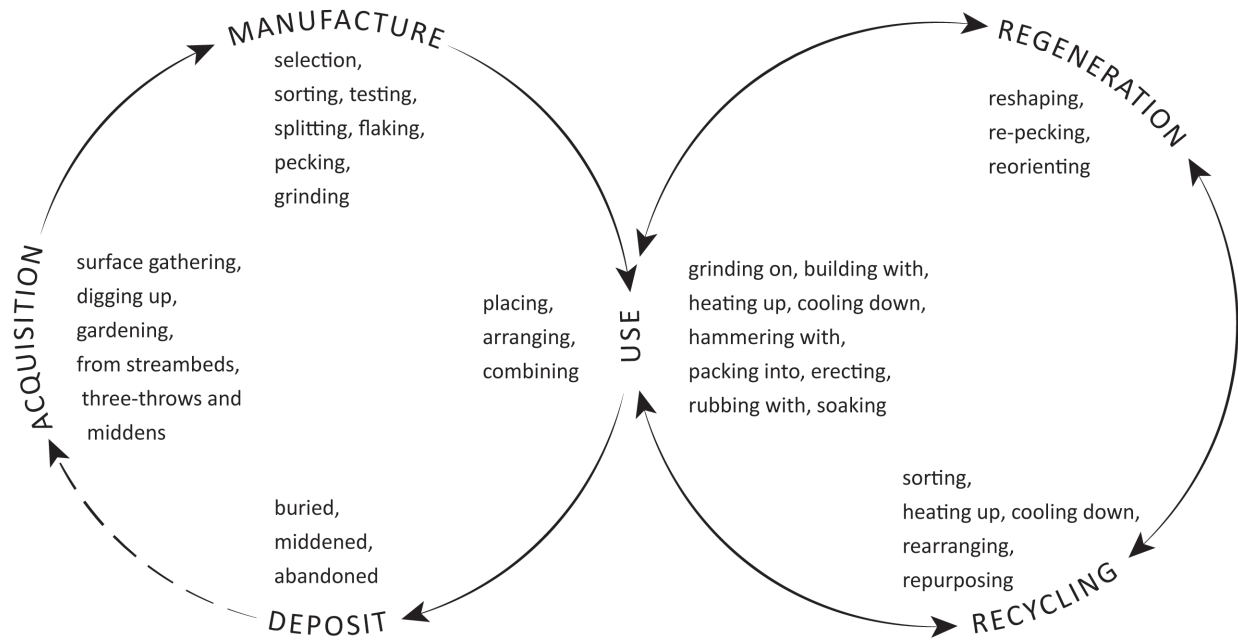 MANUFACTURE
selection,
sorting, testing,
splitting, flaking,
pecking,
grinding
ACQUISITION
surface gathering,
digging up,
gardening,
from streambeds,
three-throws and
middens
DEPOSIT
buried,
middened,
abandoned
USE
placing,
arranging,
combining
grinding on, building with,
heating up, cooling down,
hammering with,
packing into, erecting,
rubbing with, soaking
REGENERATION
reshaping,
re-pecking,
reorienting
RECYCLING
sorting,
heating up, cooling down,
rearranging,
repurposing